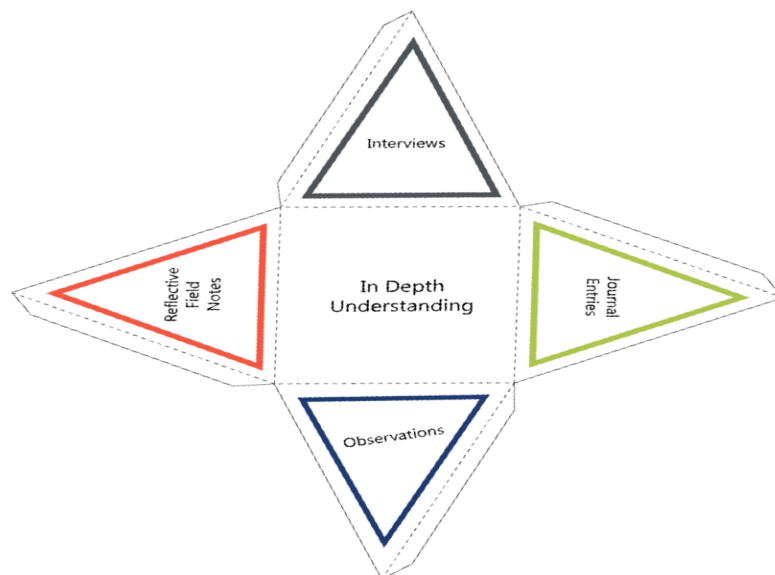 Interviews
Reflective
Field
Notes
In Depth
Understanding
Journal
Entries
Observations